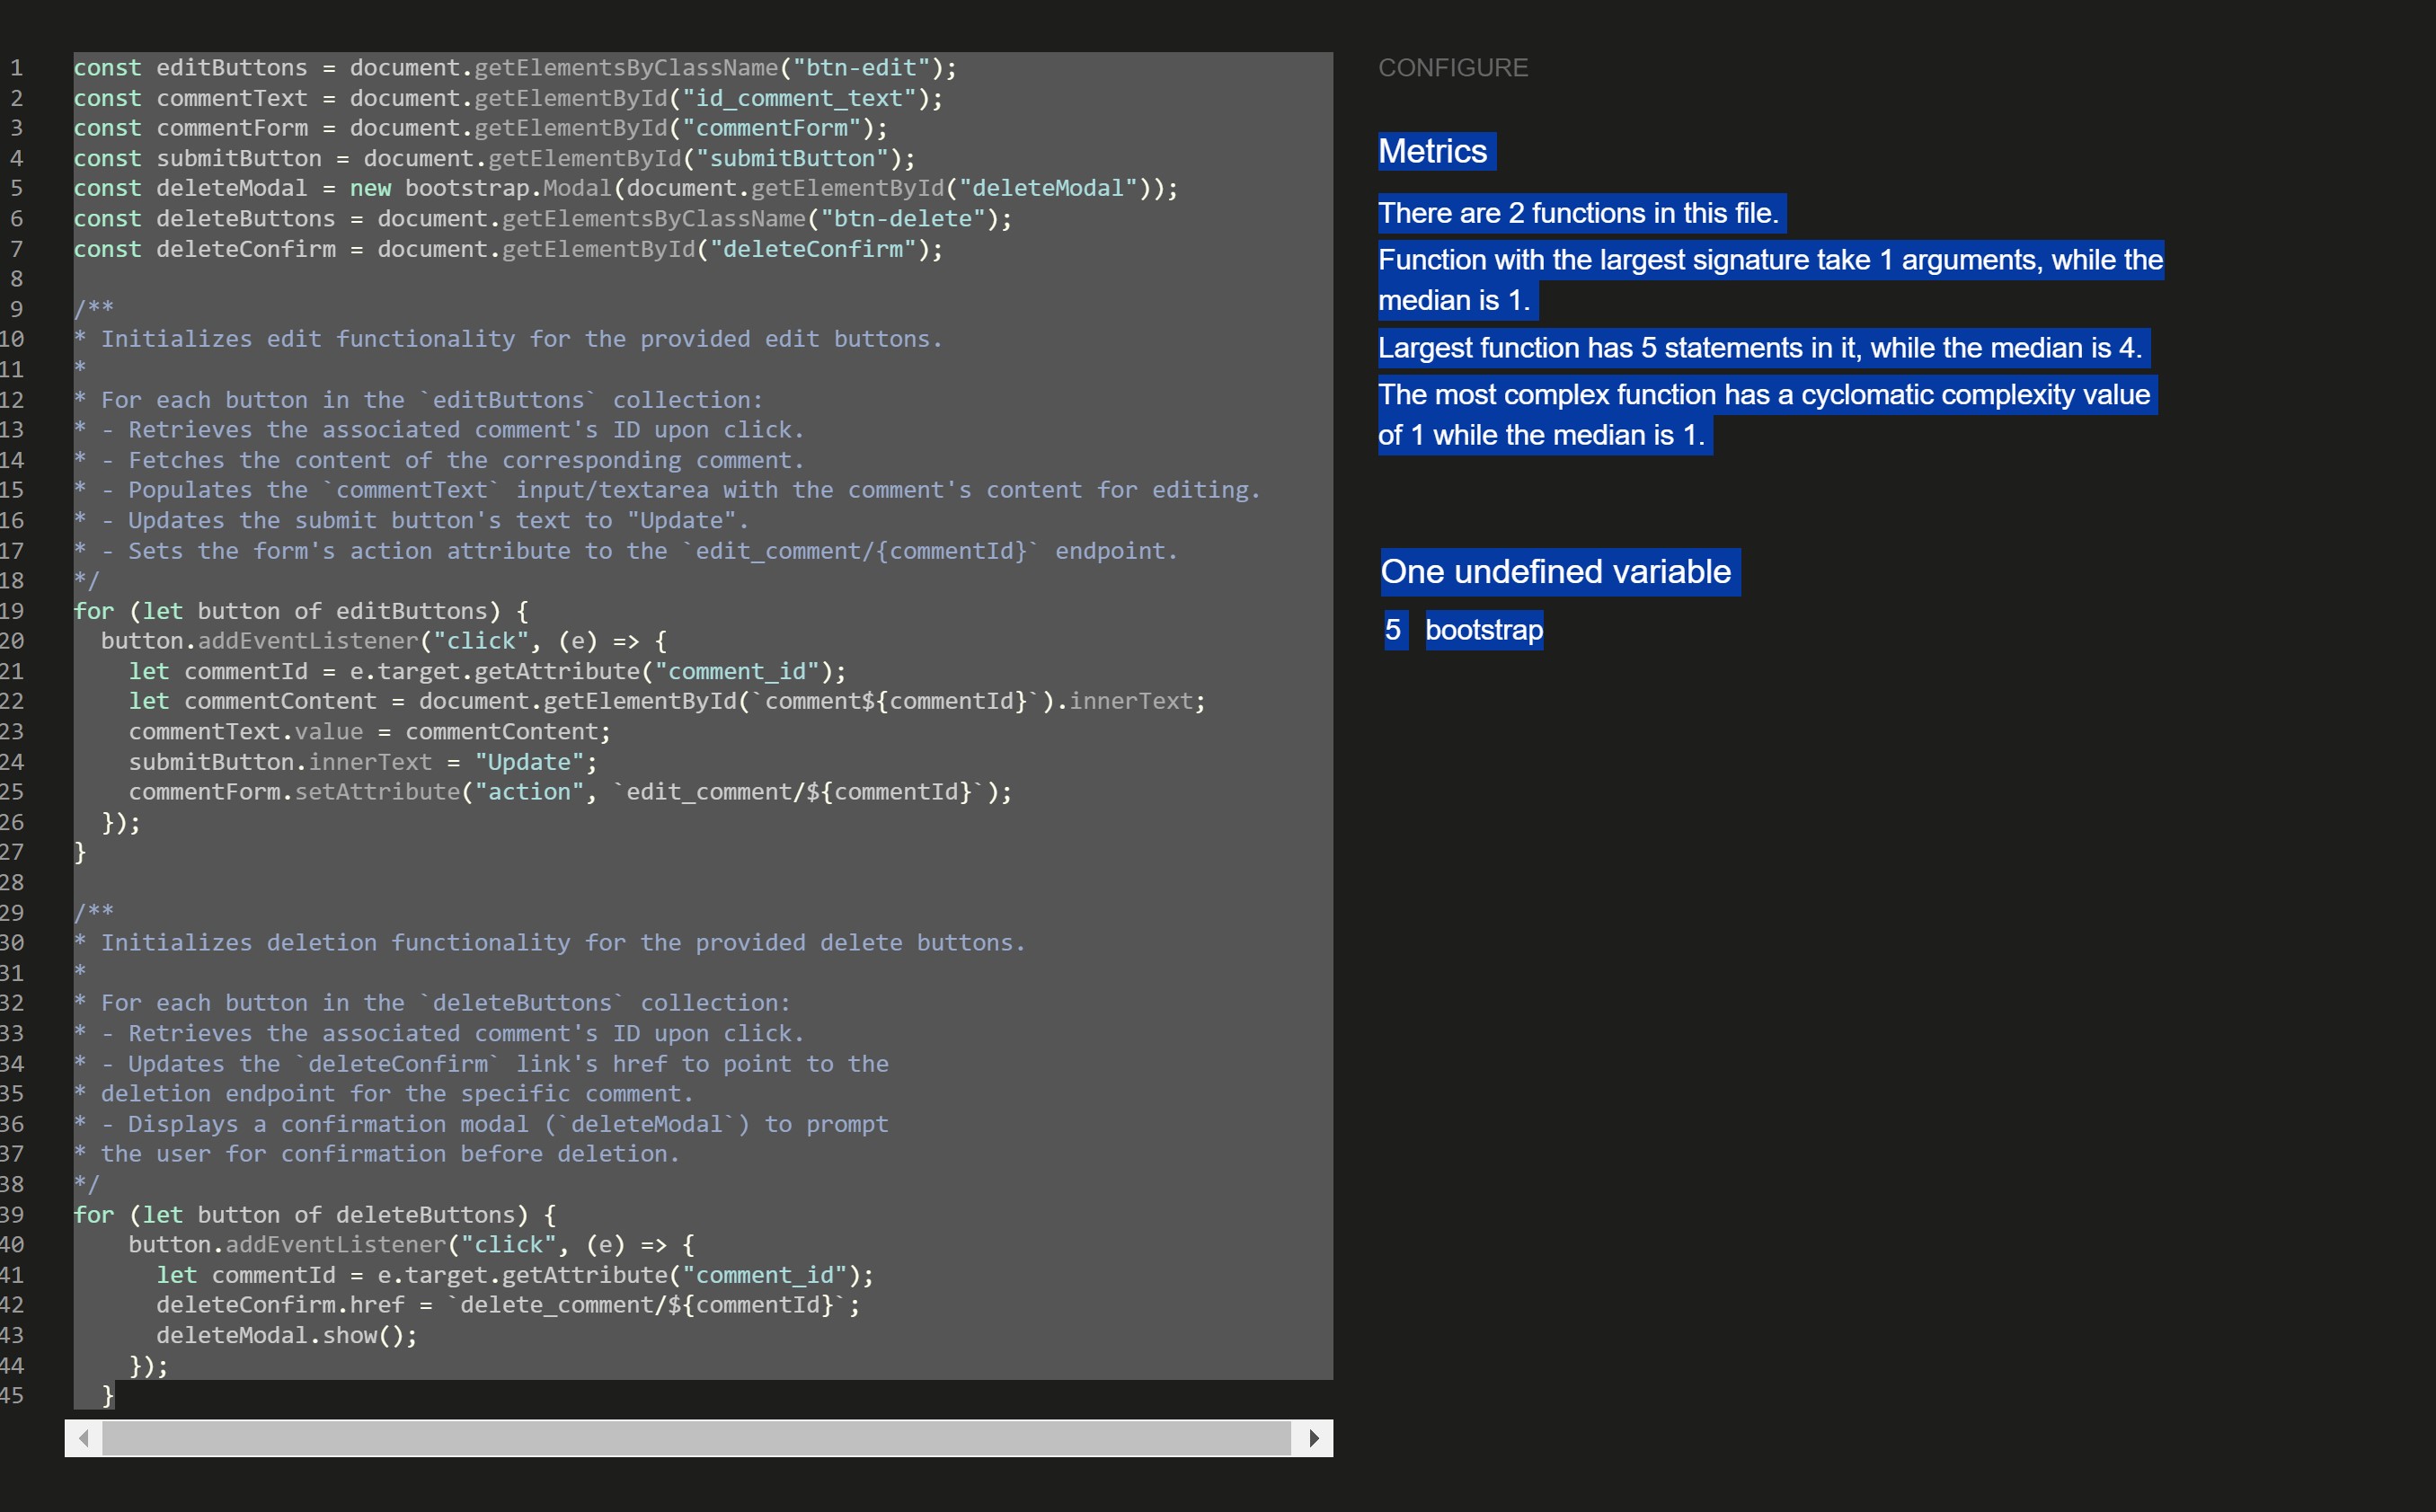 1 const editButtons = document.getElementsByClassName("btn-edit");
2 const commentText = document.getElementById("id_comment_text");
3 const commentForm = document.getElementById("commentForm");
4 const submitButton = document.getElementById("submitButton");
5 const deleteModal = new bootstrap.Modal(document.getElementById("deleteModal"));
6 const deleteButtons = document.getElementsByClassName("btn-delete");
7 const deleteConfirm = document.getElementById("deleteConfirm");
8
9 /**
10 * Initializes edit functionality for the provided edit buttons.
11 *
12 * For each button in the `editButtons` collection:
13 * - Retrieves the associated comment's ID upon click.
14 * - Fetches the content of the corresponding comment.
15 * - Populates the `commentText` input/textarea with the comment's content for editing.
16 * - Updates the submit button's text to "Update".
17 * - Sets the form's action attribute to the `edit_comment/{commentId}` endpoint.
18 */
19 for (let button of editButtons) {
20   button.addEventListener("click", (e) => {
21     let commentId = e.target.getAttribute("comment_id");
22     let commentContent = document.getElementById(`comment${commentId}`).innerText;
23     commentText.value = commentContent;
24     submitButton.innerText = "Update";
25     commentForm.setAttribute("action", `edit_comment/${commentId}`);
26   });
27 }
28
29 /**
30 * Initializes deletion functionality for the provided delete buttons.
31 *
32 * For each button in the `deleteButtons` collection:
33 * - Retrieves the associated comment's ID upon click.
34 * - Updates the `deleteConfirm` link's href to point to the
35 * deletion endpoint for the specific comment.
36 * - Displays a confirmation modal (`deleteModal`) to prompt
37 * the user for confirmation before deletion.
38 */
39 for (let button of deleteButtons) {
40     button.addEventListener("click", (e) => {
41       let commentId = e.target.getAttribute("comment_id");
42       deleteConfirm.href = `delete_comment/${commentId}`;
43       deleteModal.show();
44     });
45   }
CONFIGURE
Metrics
There are 2 functions in this file.
Function with the largest signature take 1 arguments, while the
median is 1.
Largest function has 5 statements in it, while the median is 4.
The most complex function has a cyclomatic complexity value
of 1 while the median is 1.
One undefined variable
5 bootstrap